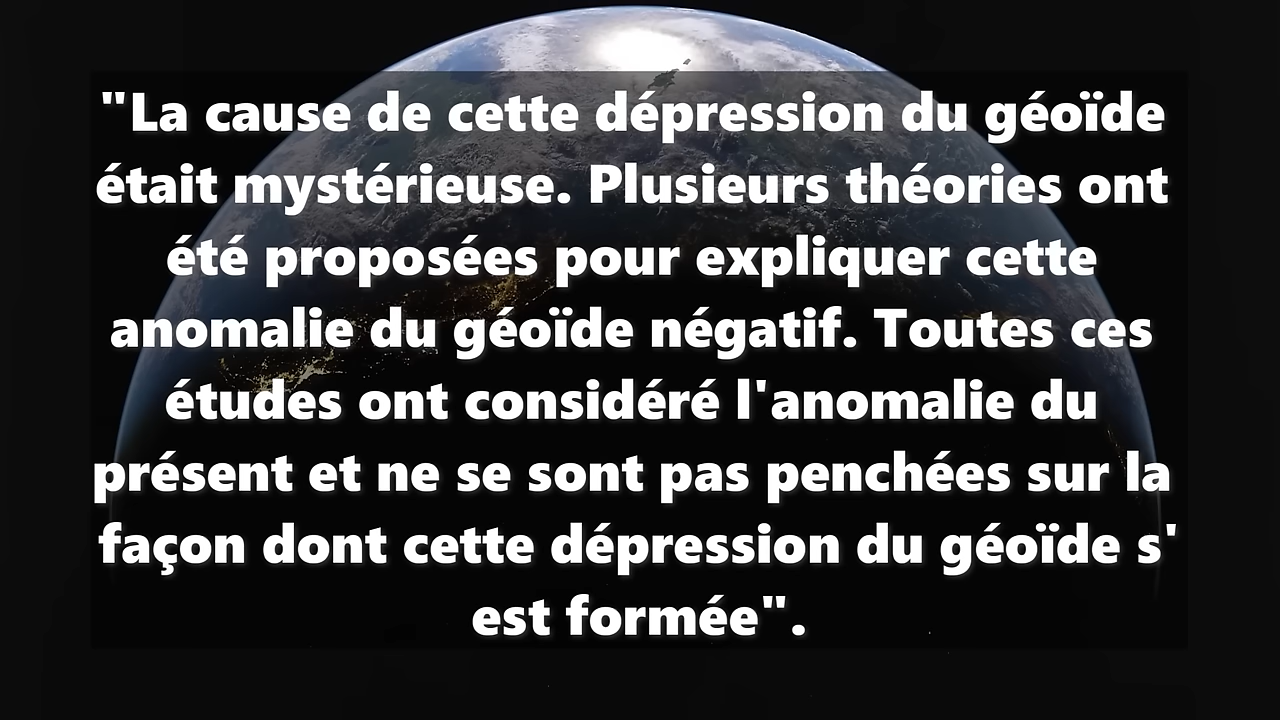 "La cause de cette dépression du géoïde
était mystérieuse. Plusieurs théories ont
été proposées pour expliquer cette
anomalie du géoïde négatif. Toutes ces
études ont considéré l'anomalie du
présent et ne se sont pas penchées sur la
façon dont cette dépression du géoïde s'
est formée".